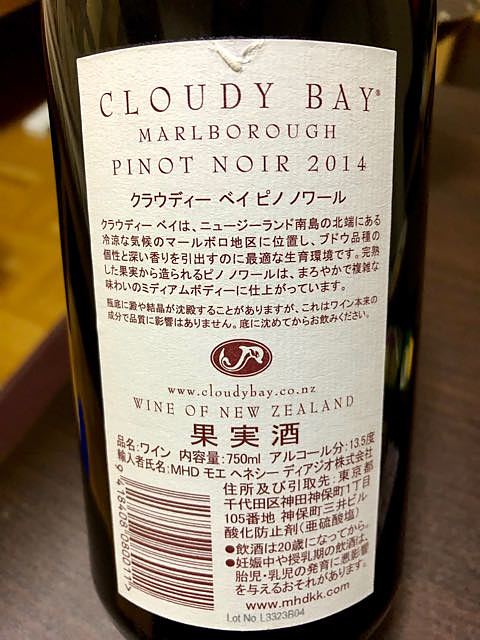 CLOUDY BAY®
MARLBOROUGH
PINOT NOIR 2014
クラウディー ベイ ピノ ノワール
クラウディー ベイは、ニュージーランド南島の北端にある
冷涼な気候のマールボロ地区に位置し、ブドウ品種の
個性と深い香りを引出すのに最適な生育環境です。完熟
した果実から造られるピノ ノワールは、まろやかで複雑な
味わいのミディアムボディーに仕上がっています。
瓶底に澱や結晶が沈殿することがありますが、これはワイン本来の
成分で品質に影響はありません。底に沈めてからお飲みください。
www.cloudybay.co.nz
WINE OF NEW ZEALAND
果実酒
品名:ワイン 内容量:750ml アルコール分:13.5度
輸入者氏名:MHD モエ ヘネシー ディアジオ株式会社
住所及び引取先:東京都
千代田区神田神保町1丁目
105番地 神保町三井ビル
酸化防止剤(亜硫酸塩)
●飲酒は20歳になってから。
●妊娠中や授乳期の飲酒は、
胎児・乳児の発育に悪影響
を与えるおそれがあります。
www.mhdkk.com
Lot No L3323B04
9 418408 030011 >